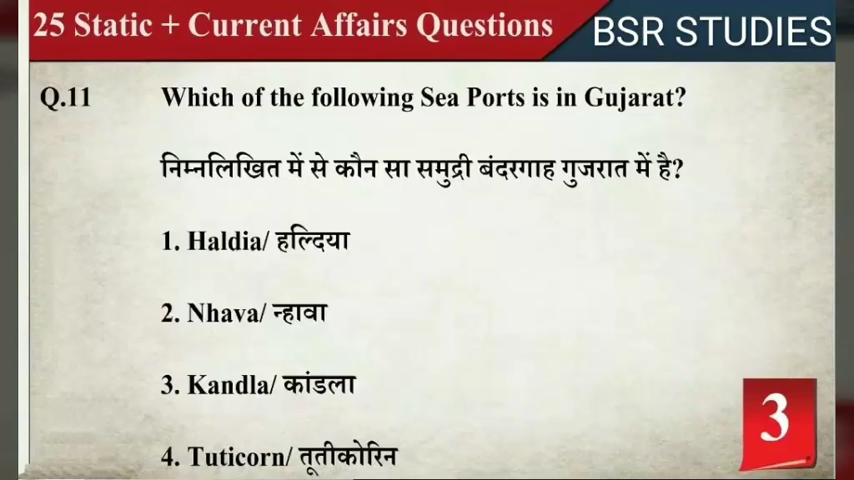 25 Static + Current Affairs Questions
BSR STUDIES
Q.11 Which of the following Sea Ports is in Gujarat?
निम्नलिखित में से कौन सा समुद्री बंदरगाह गुजरात में है?
1. Haldia/ हल्दिया
2. Nhava/ न्हावा
3. Kandla/ कांडला
3
4. Tuticorn/ तूतीकोरिन